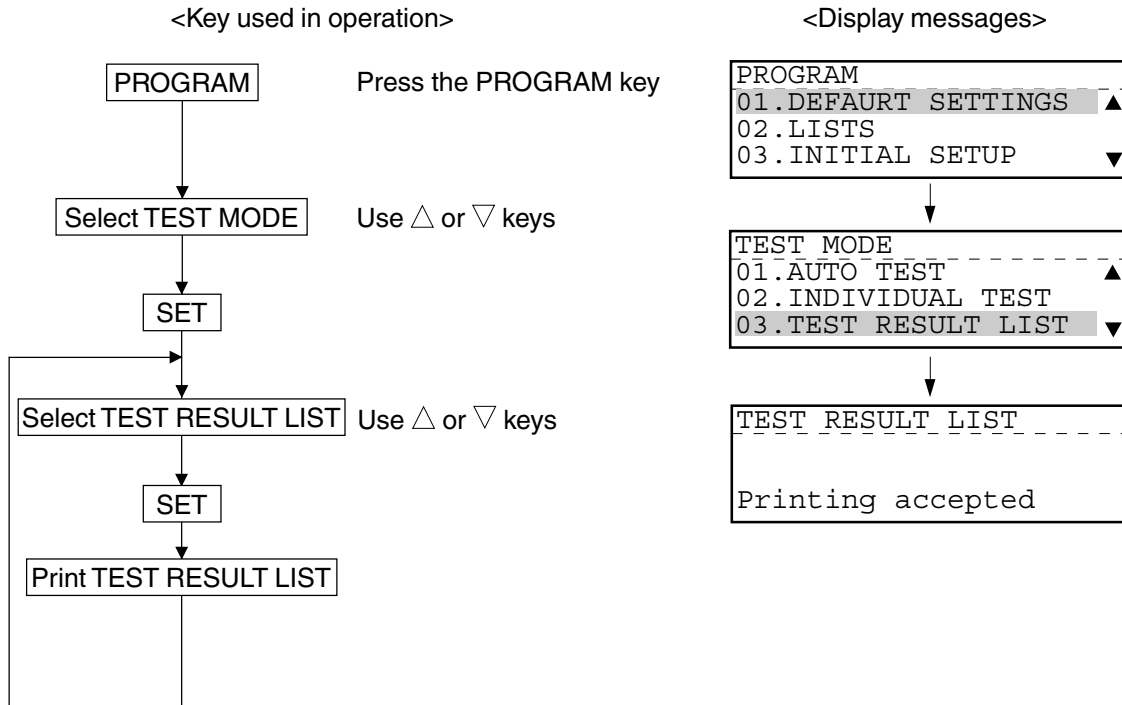 <Key used in operation>
<Display messages>
PROGRAM
Press the PROGRAM key
Select TEST MODE
Use △ or ▽ keys
SET
Select TEST RESULT LIST
Use △ or ▽ keys
SET
Print TEST RESULT LIST
PROGRAM
01.DEFAURT SETTINGS ▲
02.LISTS
03.INITIAL SETUP ▼
TEST MODE
01.AUTO TEST ▲
02.INDIVIDUAL TEST
03.TEST RESULT LIST ▼
TEST RESULT LIST
Printing accepted